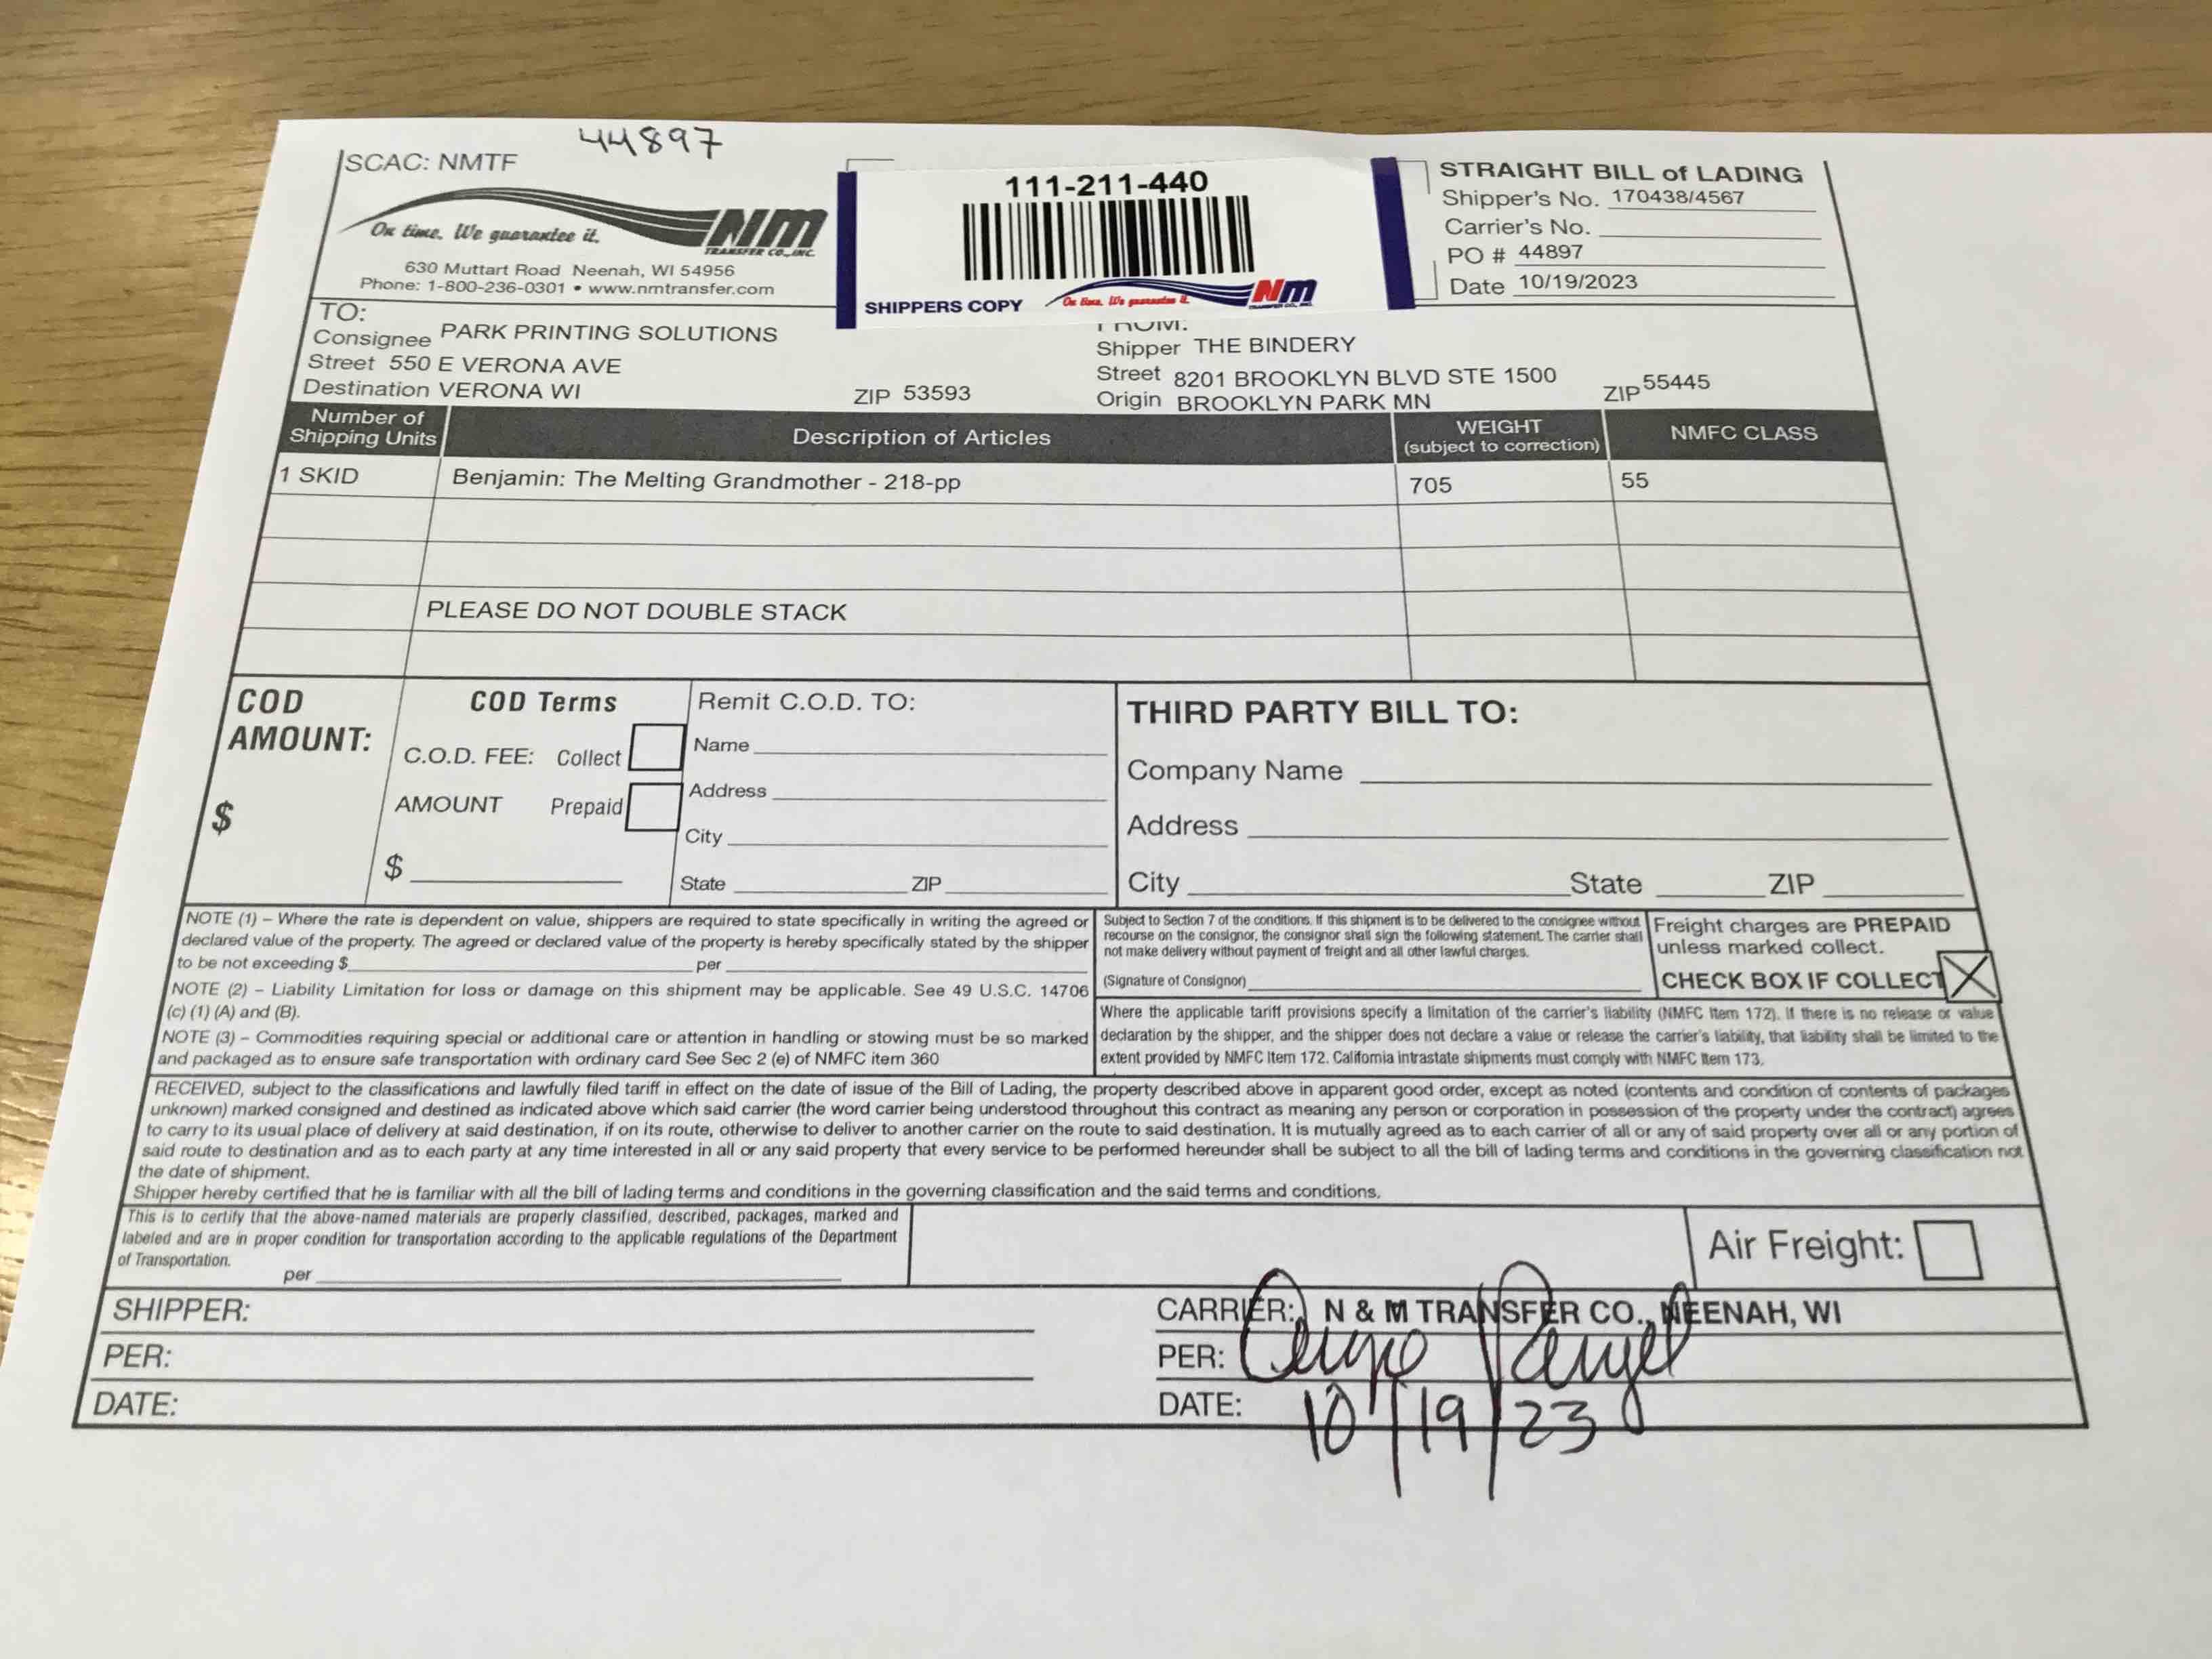 44897
SCAC: NMTF
On time. We guarantee it.
NM
TRANSFER CO., INC.
630 Muttart Road Neenah, WI 54956
Phone: 1-800-236-0301 • www.nmtransfer.com
111-211-440
SHIPPERS COPY
On time. We guarantee it.
Nm
TRANSFER CO., INC.
STRAIGHT BILL of LADING
Shipper's No. 170438/4567
Carrier's No.
PO # 44897
Date 10/19/2023
TO:
Consignee PARK PRINTING SOLUTIONS
Street 550 E VERONA AVE
Destination VERONA WI
ZIP 53593
FROM:
Shipper THE BINDERY
Street 8201 BROOKLYN BLVD STE 1500
Origin BROOKLYN PARK MN
ZIP 55445
Number of
Shipping Units
Description of Articles
WEIGHT
(subject to correction)
NMFC CLASS
1 SKID Benjamin: The Melting Grandmother - 218-pp 705 55
PLEASE DO NOT DOUBLE STACK
COD
AMOUNT:
$
COD Terms
C.O.D. FEE: Collect
AMOUNT Prepaid
$
Remit C.O.D. TO:
Name
Address
City
State ZIP
THIRD PARTY BILL TO:
Company Name
Address
City State ZIP
NOTE (1) – Where the rate is dependent on value, shippers are required to state specifically in writing the agreed or
declared value of the property. The agreed or declared value of the property is hereby specifically stated by the shipper
to be not exceeding $ per
NOTE (2) – Liability Limitation for loss or damage on this shipment may be applicable. See 49 U.S.C. 14706
(c) (1) (A) and (B).
NOTE (3) – Commodities requiring special or additional care or attention in handling or stowing must be so marked
and packaged as to ensure safe transportation with ordinary card See Sec 2 (e) of NMFC item 360
Subject to Section 7 of the conditions. If this shipment is to be delivered to the consignee without
recourse on the consignor, the consignor shall sign the following statement. The carrier shall
not make delivery without payment of freight and all other lawful charges.
(Signature of Consignor)
Freight charges are PREPAID
unless marked collect.
CHECK BOX IF COLLECT X
Where the applicable tariff provisions specify a limitation of the carrier's liability (NMFC Item 172). If there is no release or value
declaration by the shipper, and the shipper does not declare a value or release the carrier's liability, that liability shall be limited to the
extent provided by NMFC Item 172. California intrastate shipments must comply with NMFC Item 173.
RECEIVED, subject to the classifications and lawfully filed tariff in effect on the date of issue of the Bill of Lading, the property described above in apparent good order, except as noted (contents and condition of contents of packages
unknown) marked consigned and destined as indicated above which said carrier (the word carrier being understood throughout this contract as meaning any person or corporation in possession of the property under the contract) agrees
to carry to its usual place of delivery at said destination, if on its route, otherwise to deliver to another carrier on the route to said destination. It is mutually agreed as to each carrier of all or any of said property over all or any portion of
said route to destination and as to each party at any time interested in all or any said property that every service to be performed hereunder shall be subject to all the bill of lading terms and conditions in the governing classification not
the date of shipment.
Shipper hereby certified that he is familiar with all the bill of lading terms and conditions in the governing classification and the said terms and conditions.
This is to certify that the above-named materials are properly classified, described, packages, marked and
labeled and are in proper condition for transportation according to the applicable regulations of the Department
of Transportation.
per
Air Freight:
SHIPPER:
PER:
DATE:
CARRIER: N & M TRANSFER CO., NEENAH, WI
PER:
DATE: 10/19/23